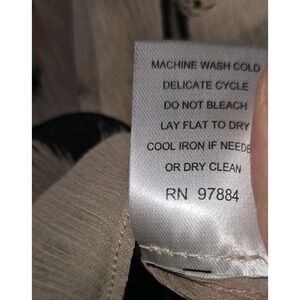 MACHINE WASH COLD
DELICATE CYCLE
DO NOT BLEACH
LAY FLAT TO DRY
COOL IRON IF NEEDE
OR DRY CLEAN
RN 97884